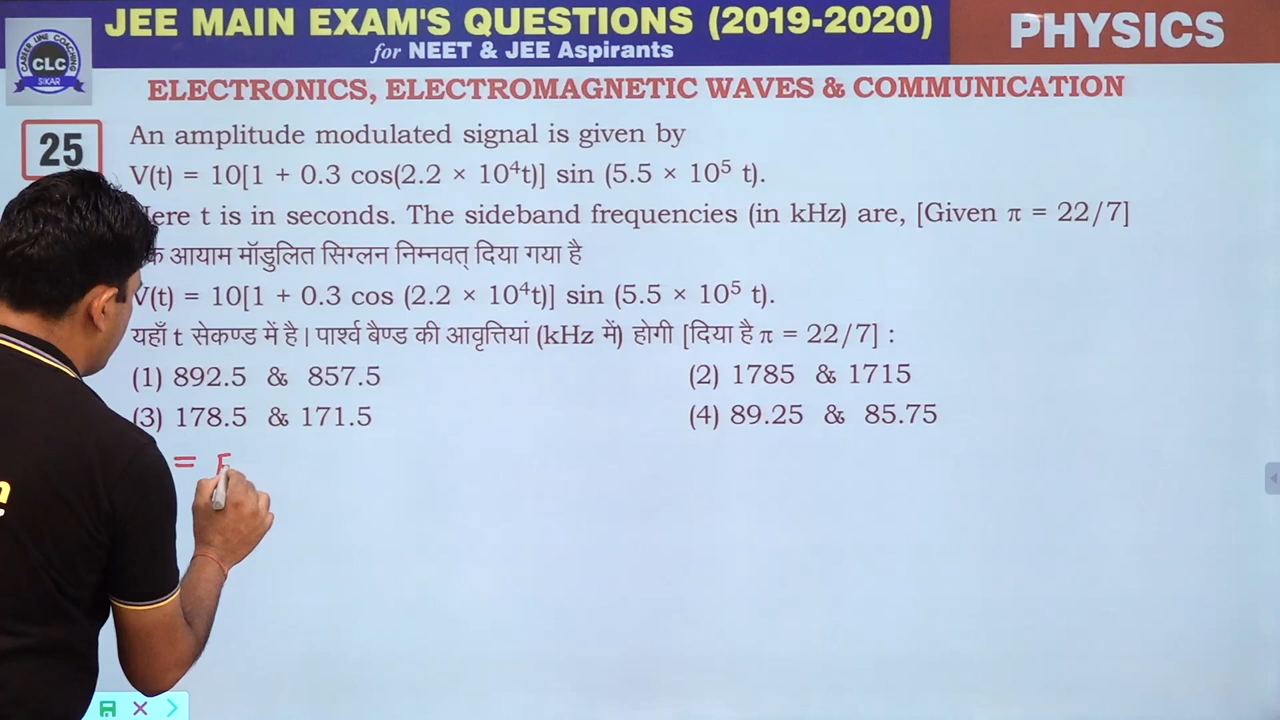 JEE MAIN EXAM'S QUESTIONS (2019-2020)
for NEET & JEE Aspirants
PHYSICS
CAREER LINE COACHING
CLC
SIKAR
ELECTRONICS, ELECTROMAGNETIC WAVES & COMMUNICATION
25
An amplitude modulated signal is given by
V(t) = 10[1 + 0.3 cos(2.2 × 10⁴t)] sin (5.5 × 10⁵ t).
ere t is in seconds. The sideband frequencies (in kHz) are, [Given π = 22/7]
आयाम मॉडुलित सिग्लन निम्नवत् दिया गया है
V(t) = 10[1 + 0.3 cos (2.2 × 10⁴t)] sin (5.5 × 10⁵ t).
यहाँ t सेकण्ड में है। पार्श्व बैण्ड की आवृत्तियां (kHz में) होगी [दिया है π = 22/7] :
(1) 892.5 & 857.5
(2) 1785 & 1715
(3) 178.5 & 171.5
(4) 89.25 & 85.75
=